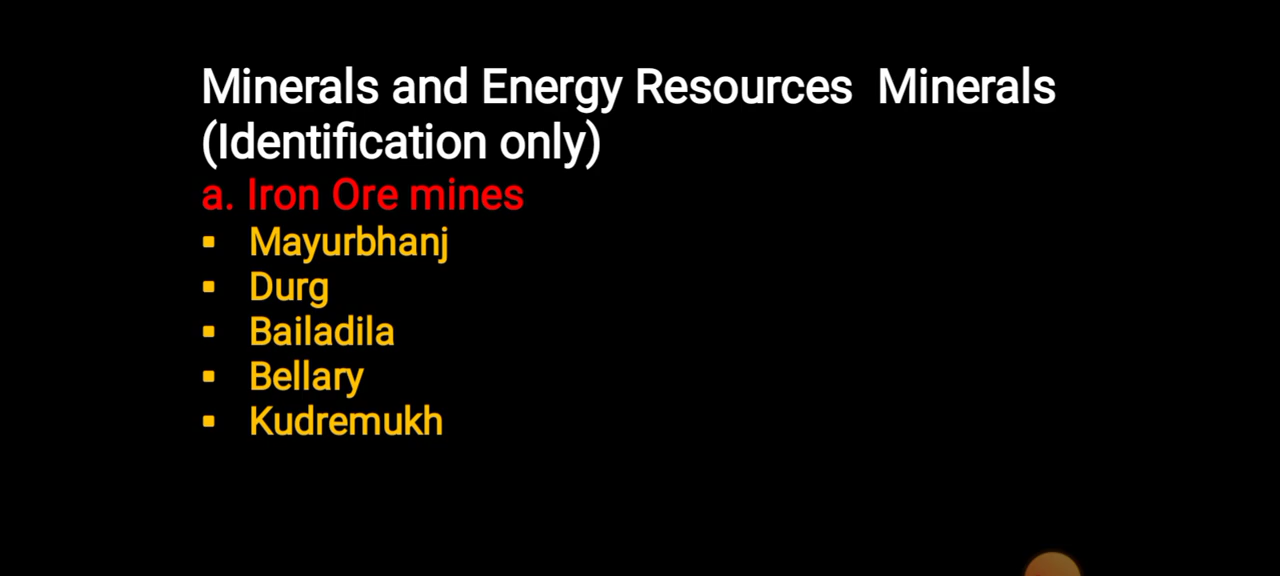 Minerals and Energy Resources  Minerals
(Identification only)
a. Iron Ore mines
▪ Mayurbhanj
▪ Durg
▪ Bailadila
▪ Bellary
▪ Kudremukh